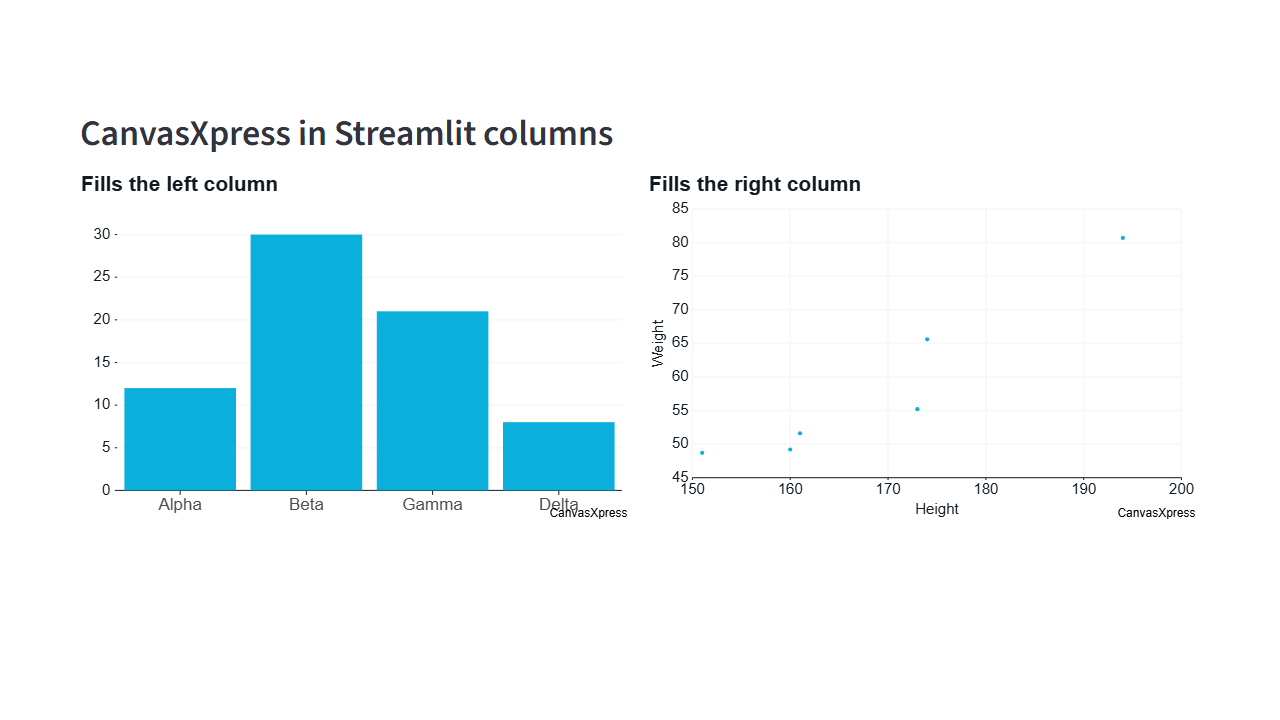 CanvasXpress in Streamlit columns
Fills the left column
30
25
20
15
10
5
0
Alpha Beta Gamma Delta
CanvasXpress
Fills the right column
85
80
75
70
65
60
55
50
45
Weight
150 160 170 180 190 200
Height
CanvasXpress